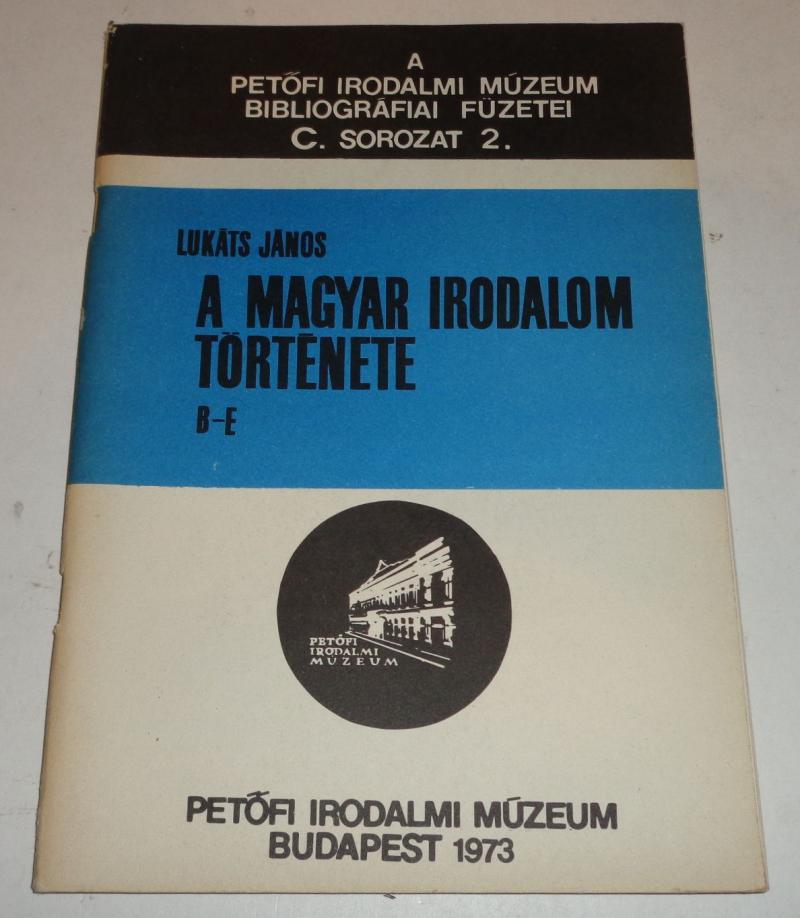 A
PETŐFI IRODALMI MÚZEUM
BIBLIOGRÁFIAI FÜZETEI
C. SOROZAT 2.
LUKÁTS JÁNOS
A MAGYAR IRODALOM
TÖRTÉNETE
B-E
PETŐFI
IRODALMI
MÚZEUM
PETŐFI IRODALMI MÚZEUM
BUDAPEST 1973